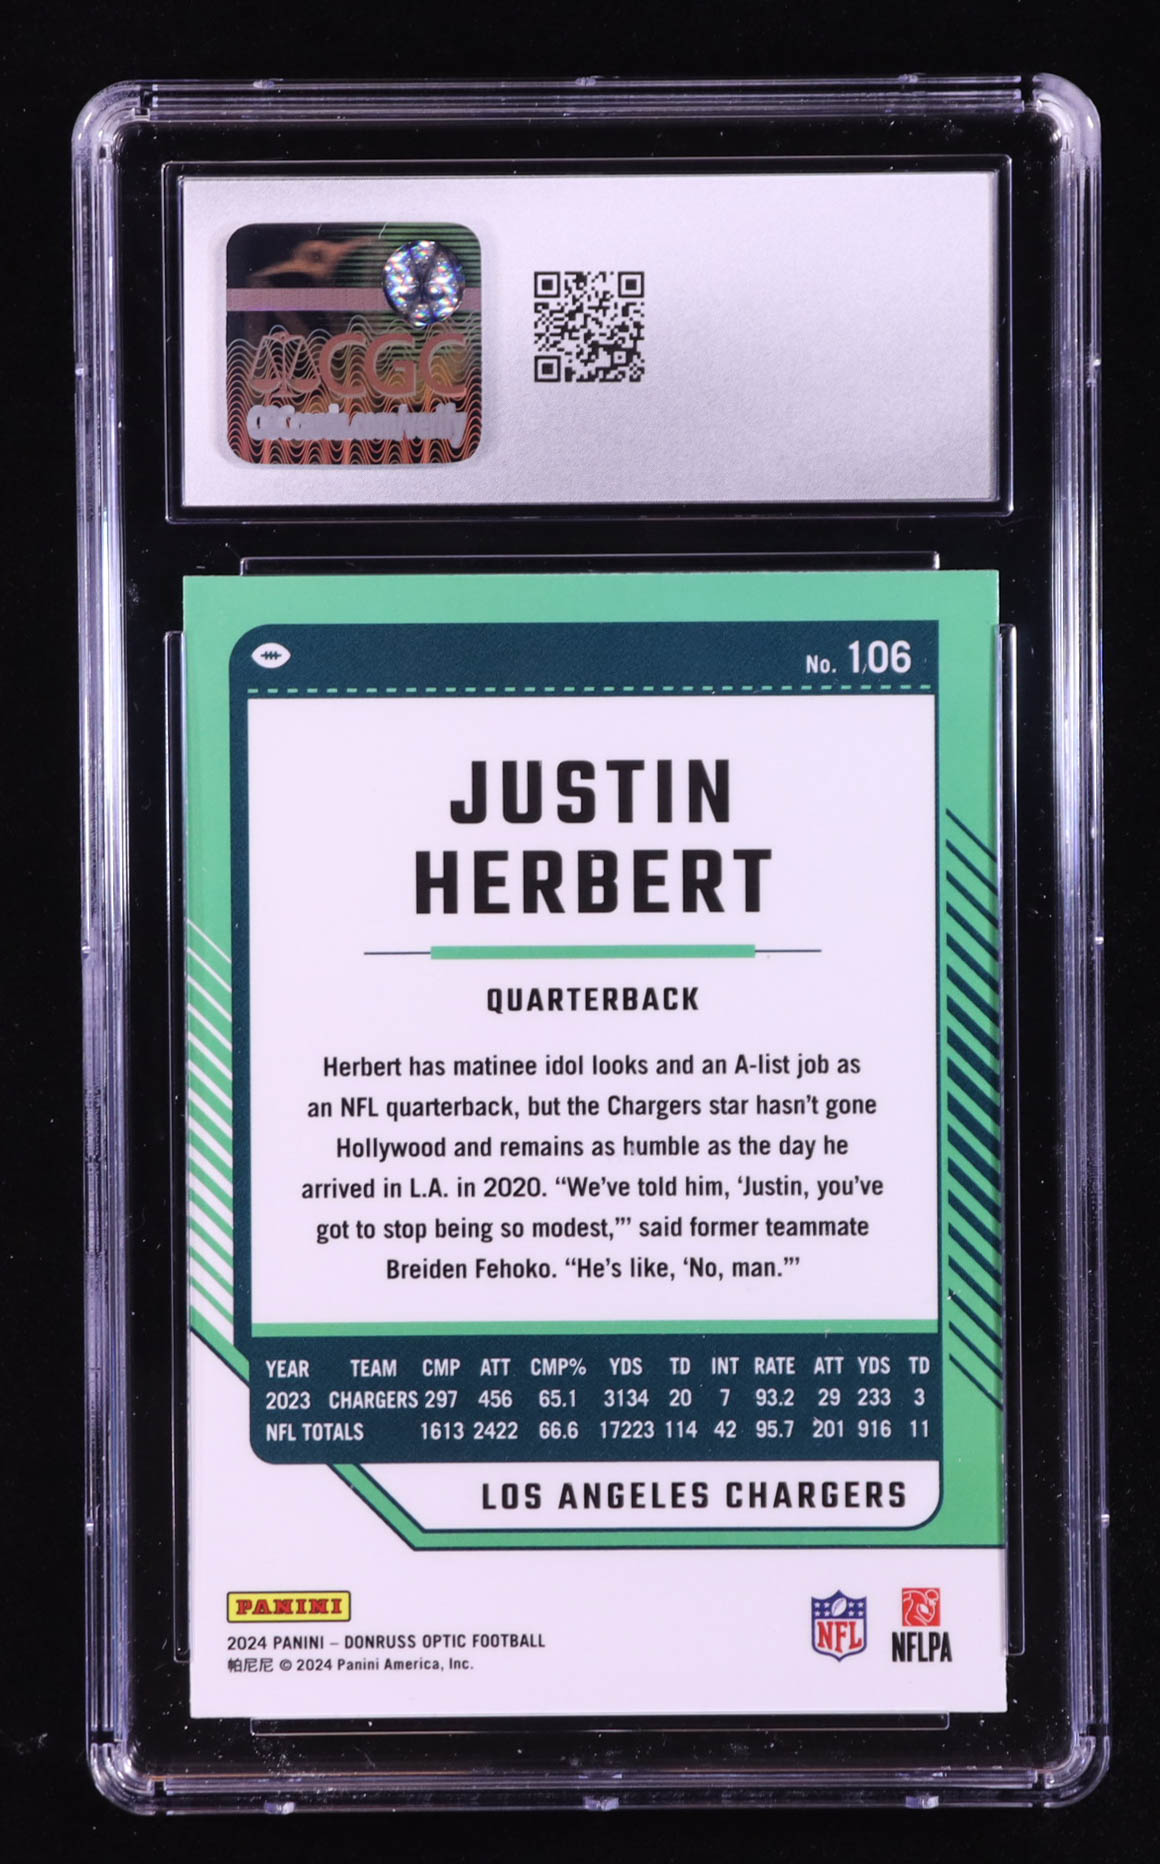 CGC
CGCcards.com/verify
No. 106
JUSTIN
HERBERT
QUARTERBACK
Herbert has matinee idol looks and an A-list job as
an NFL quarterback, but the Chargers star hasn't gone
Hollywood and remains as humble as the day he
arrived in L.A. in 2020. “We've told him, ‘Justin, you've
got to stop being so modest,’” said former teammate
Breiden Fehoko. “He's like, ‘No, man.’”
YEAR TEAM CMP ATT CMP% YDS TD INT RATE ATT YDS TD
2023 CHARGERS 297 456 65.1 3134 20 7 93.2 29 233 3
NFL TOTALS 1613 2422 66.6 17223 114 42 95.7 201 916 11
LOS ANGELES CHARGERS
PANINI
2024 PANINI – DONRUSS OPTIC FOOTBALL
帕尼尼 © 2024 Panini America, Inc.
NFL
NFLPA